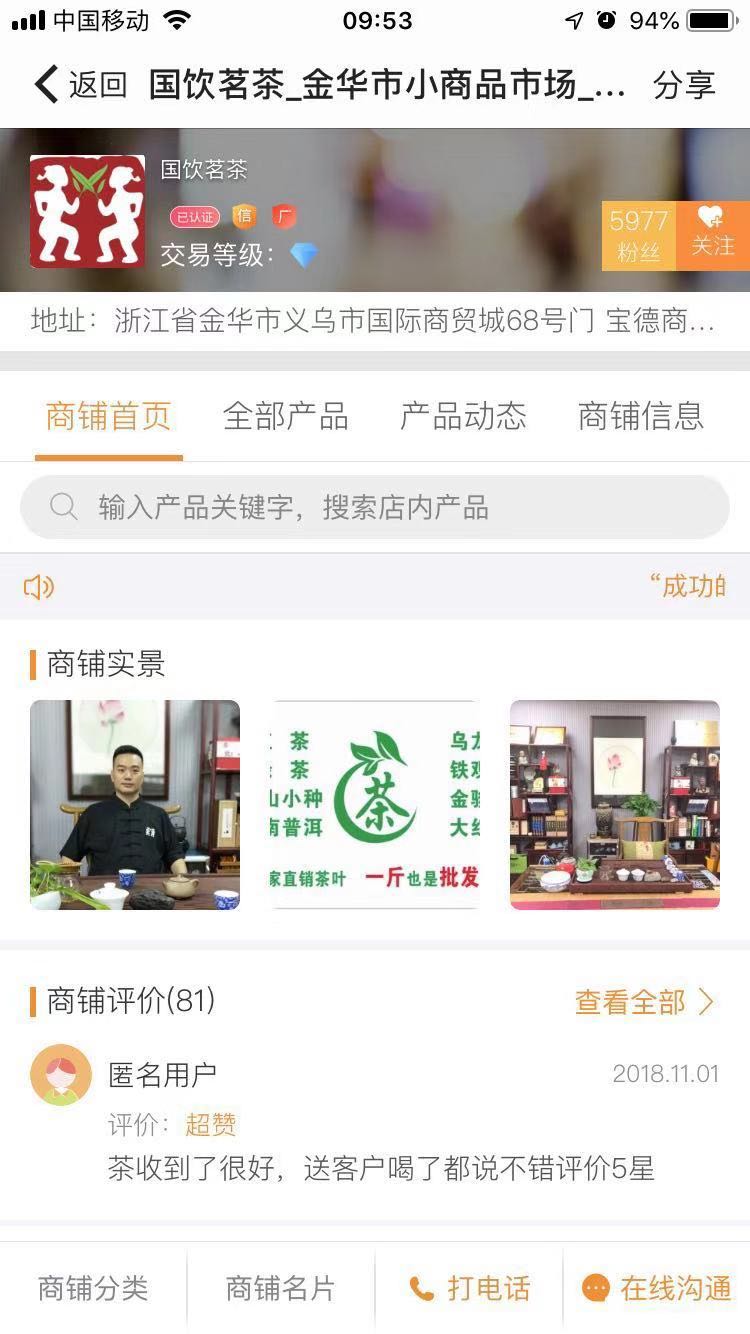 中国移动
09:53
94%
返回
国饮茗茶_金华市小商品市场_...
分享
国饮茗茶
已认证
信
厂
交易等级：
5977
粉丝
关注
地址：浙江省金华市义乌市国际商贸城68号门 宝德商...
商铺首页
全部产品
产品动态
商铺信息
输入产品关键字，搜索店内产品
“成功的
商铺实景
茶
茶
山小种
南普洱
茶
乌龙
铁观
金骏
大红
家直销茶叶
一斤也是批发
商铺评价(81)
查看全部
匿名用户
2018.11.01
评价：超赞
茶收到了很好，送客户喝了都说不错评价5星
商铺分类
商铺名片
打电话
在线沟通